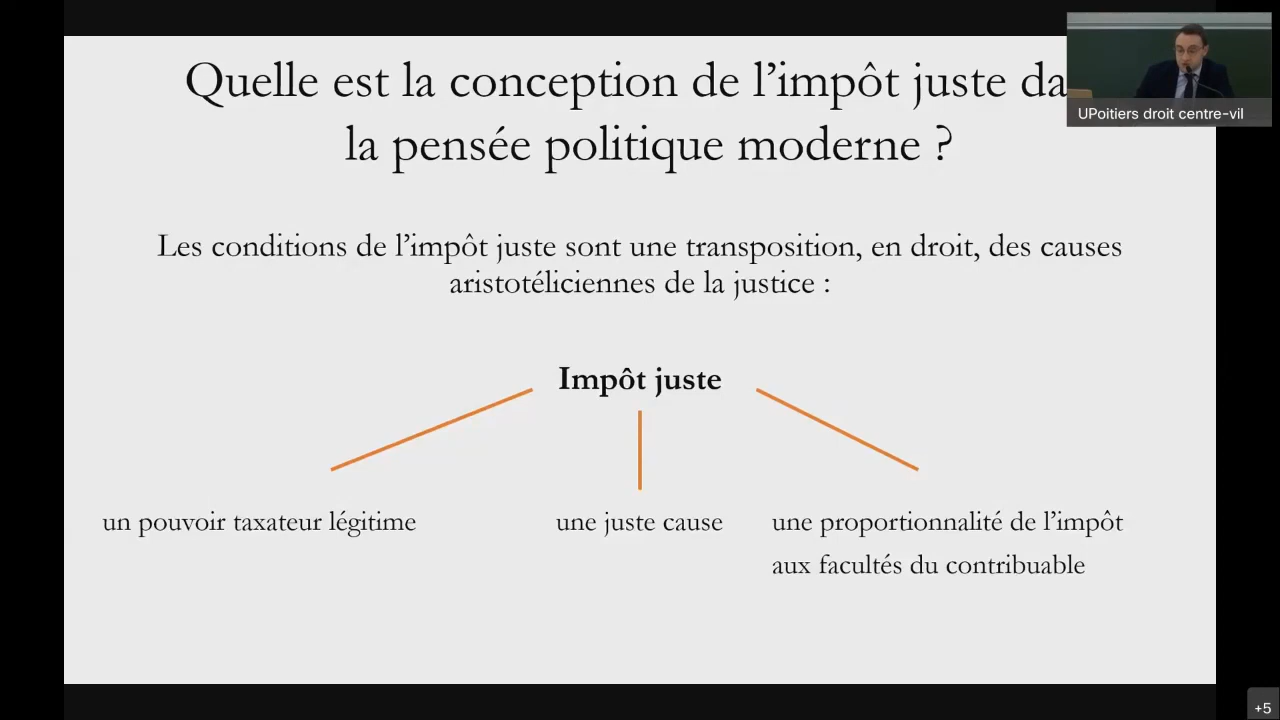 Quelle est la conception de l'impôt juste da
la pensée politique moderne ?
UPoitiers droit centre-vil
Les conditions de l'impôt juste sont une transposition, en droit, des causes
aristotéliciennes de la justice :
Impôt juste
un pouvoir taxateur légitime
une juste cause
une proportionnalité de l'impôt
aux facultés du contribuable
+5